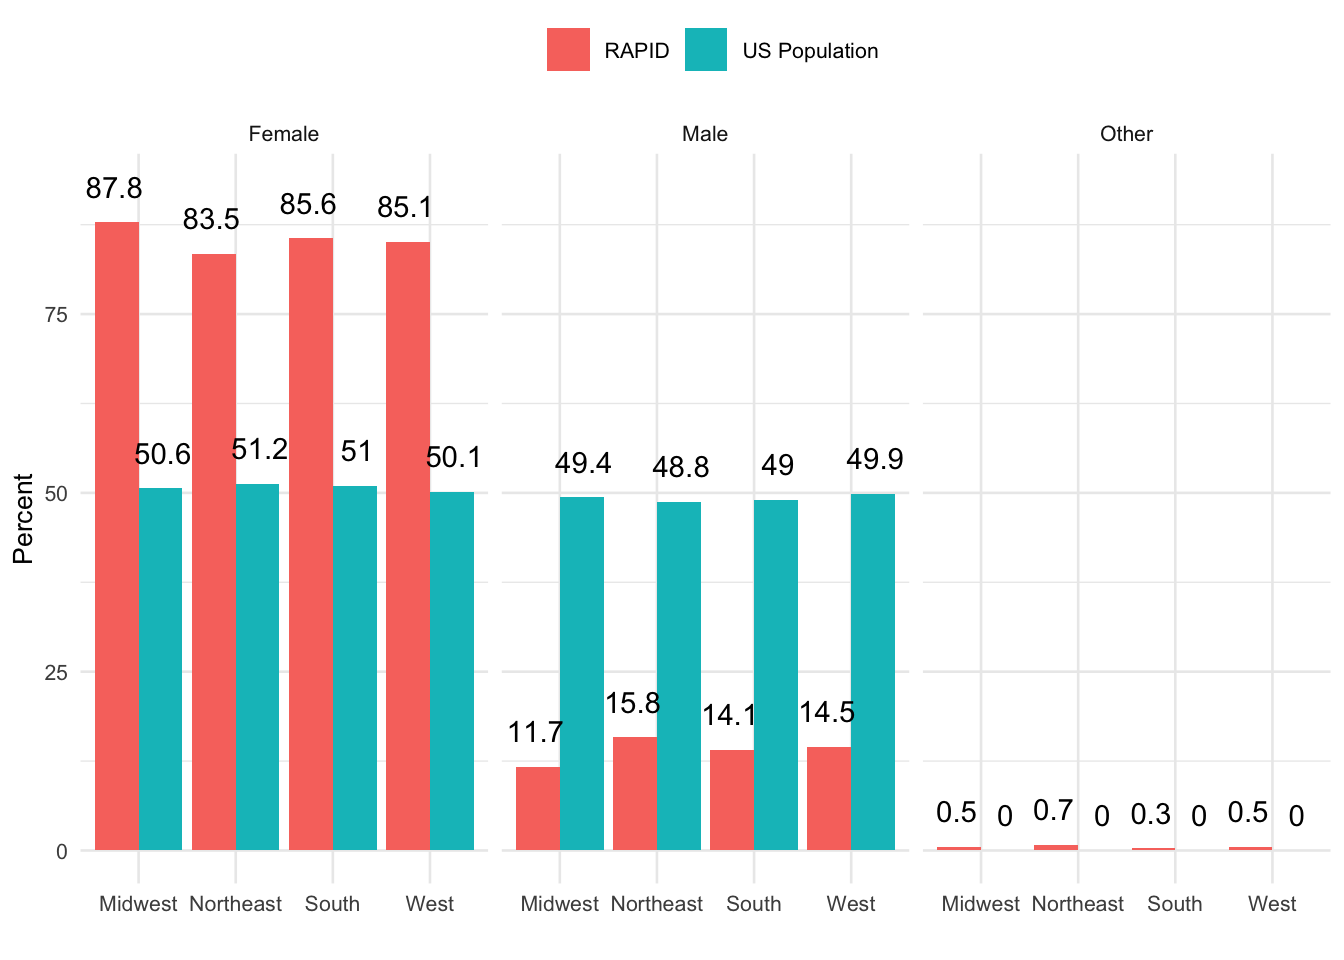 RAPID US Population
Female Male Other
87.8 83.5 85.6 85.1
50.6 51.2 51 50.1
49.4 48.8 49 49.9
11.7 15.8 14.1 14.5
0.5 0 0.7 0 0.3 0 0.5 0
Percent
75
50
25
0
Midwest Northeast South West Midwest Northeast South West Midwest Northeast South West